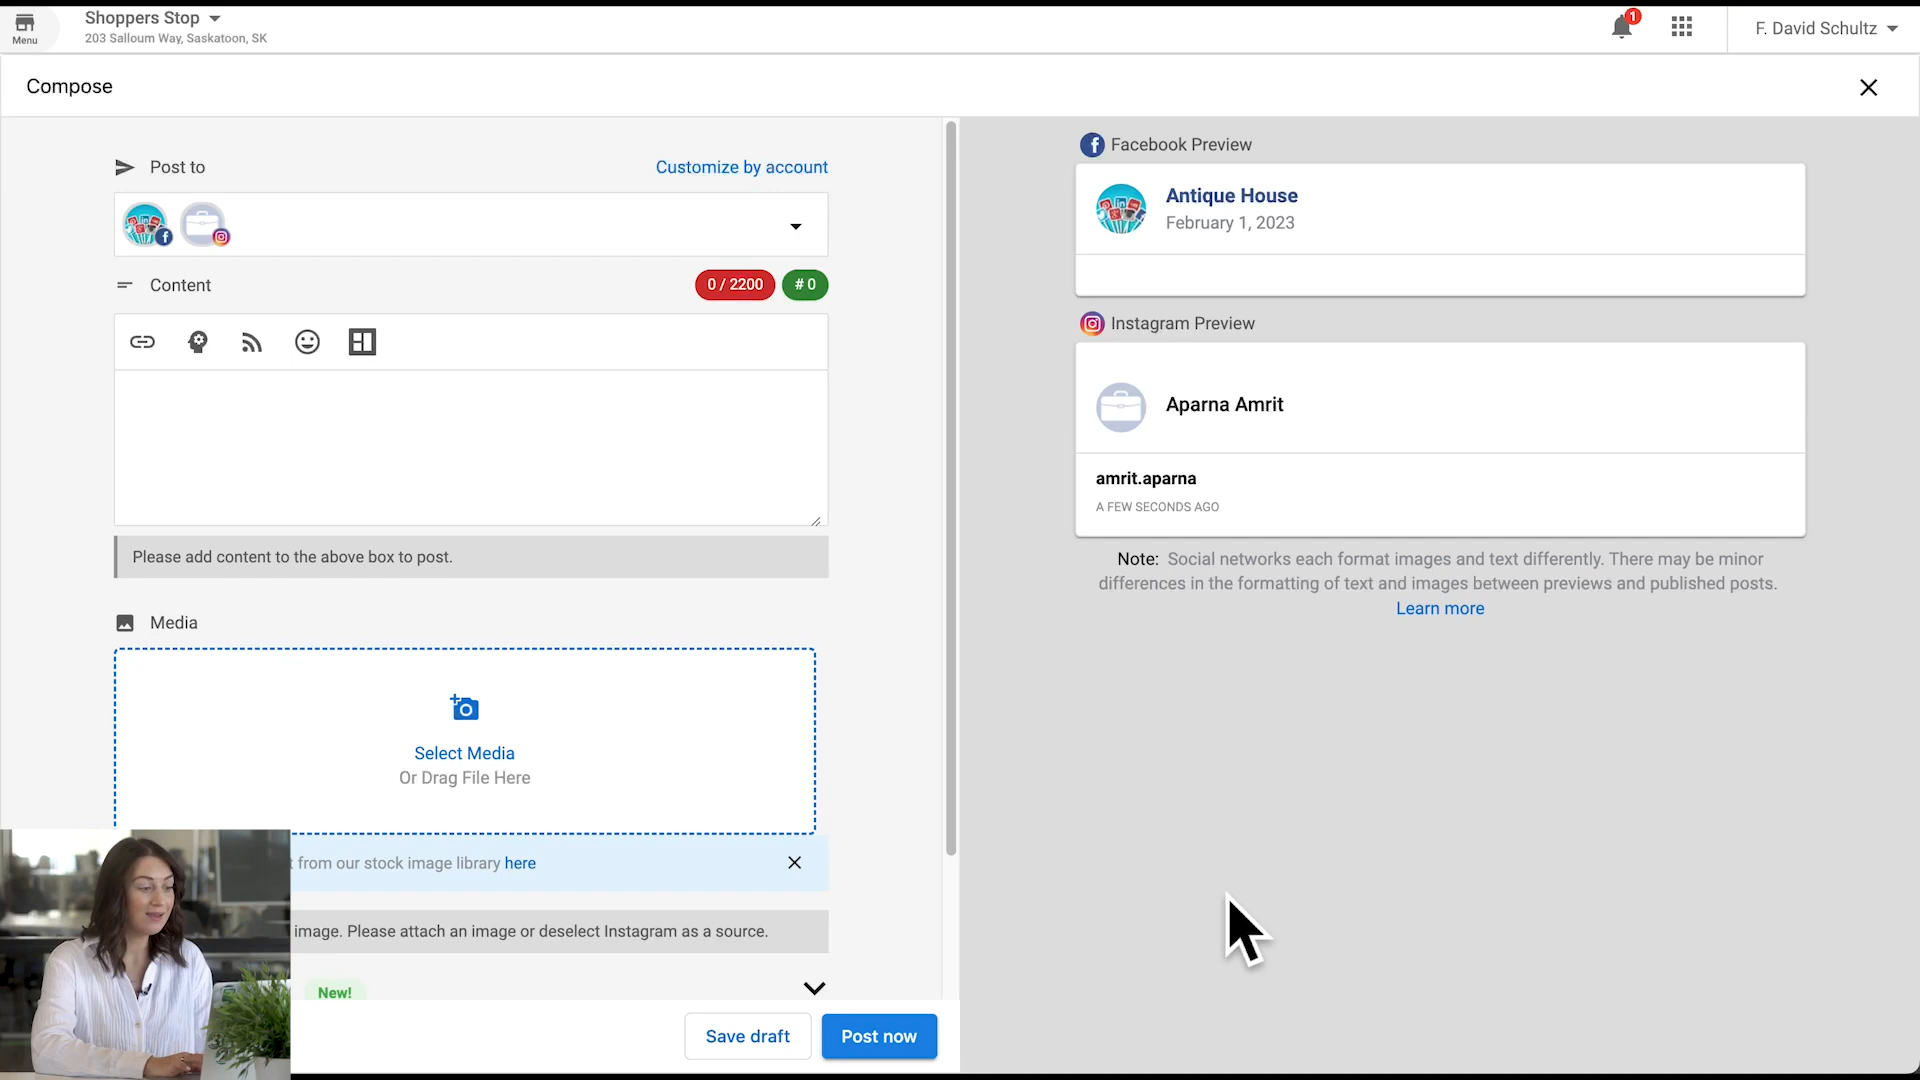 Menu
Shoppers Stop
203 Salloum Way, Saskatoon, SK
1
F. David Schultz
Compose
Post to
Customize by account
Content
0 / 2200
# 0
Please add content to the above box to post.
Media
Select Media
Or Drag File Here
from our stock image library here
image. Please attach an image or deselect Instagram as a source.
New!
Save draft
Post now
Facebook Preview
Antique House
February 1, 2023
Instagram Preview
Aparna Amrit
amrit.aparna
A FEW SECONDS AGO
Note: Social networks each format images and text differently. There may be minor
differences in the formatting of text and images between previews and published posts.
Learn more